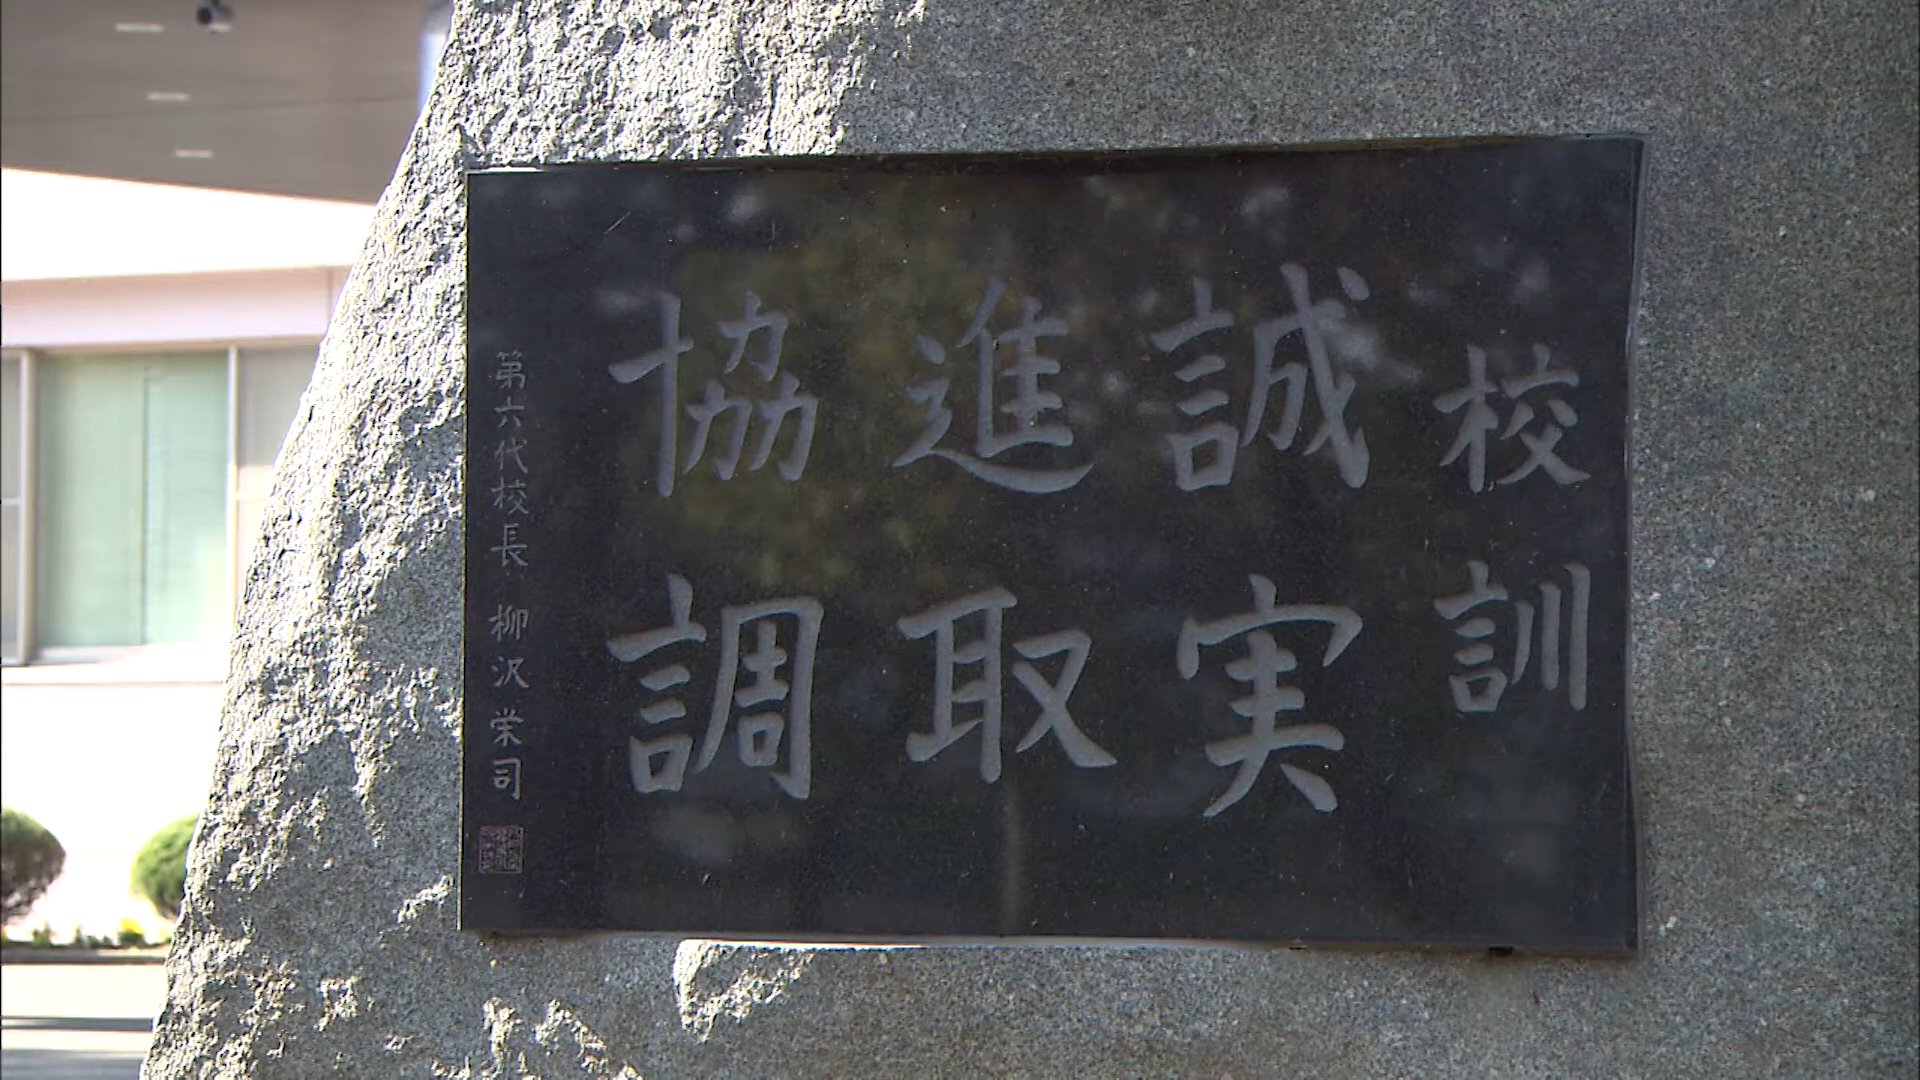 校訓
誠実
進取
協調
第六代校長 柳沢栄司